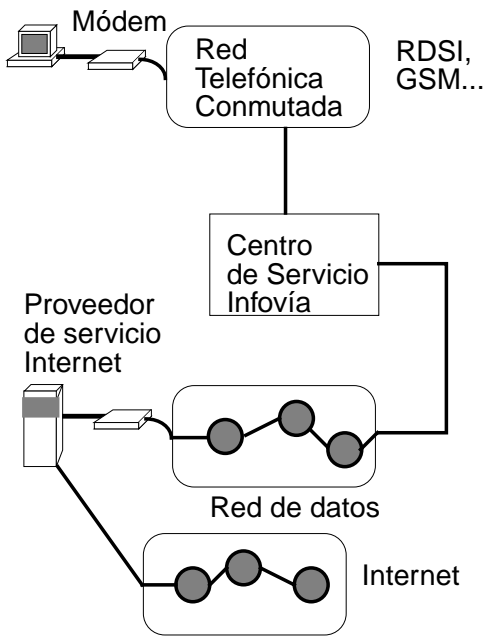 Módem
Red
Telefónica
Conmutada
RDSI,
GSM...
Centro
de Servicio
Infovía
Proveedor
de servicio
Internet
Red de datos
Internet